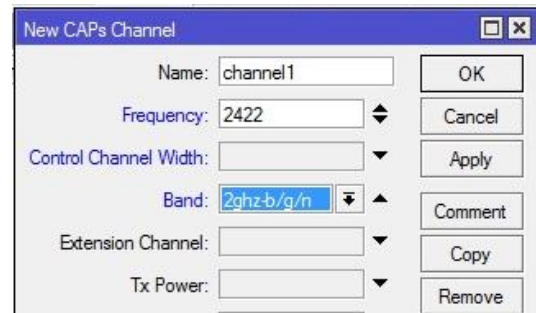 New CAPs Channel
Name: channel1 OK
Frequency: 2422 Cancel
Control Channel Width: Apply
Band: 2ghz-b/g/n Comment
Extension Channel: Copy
Tx Power: Remove